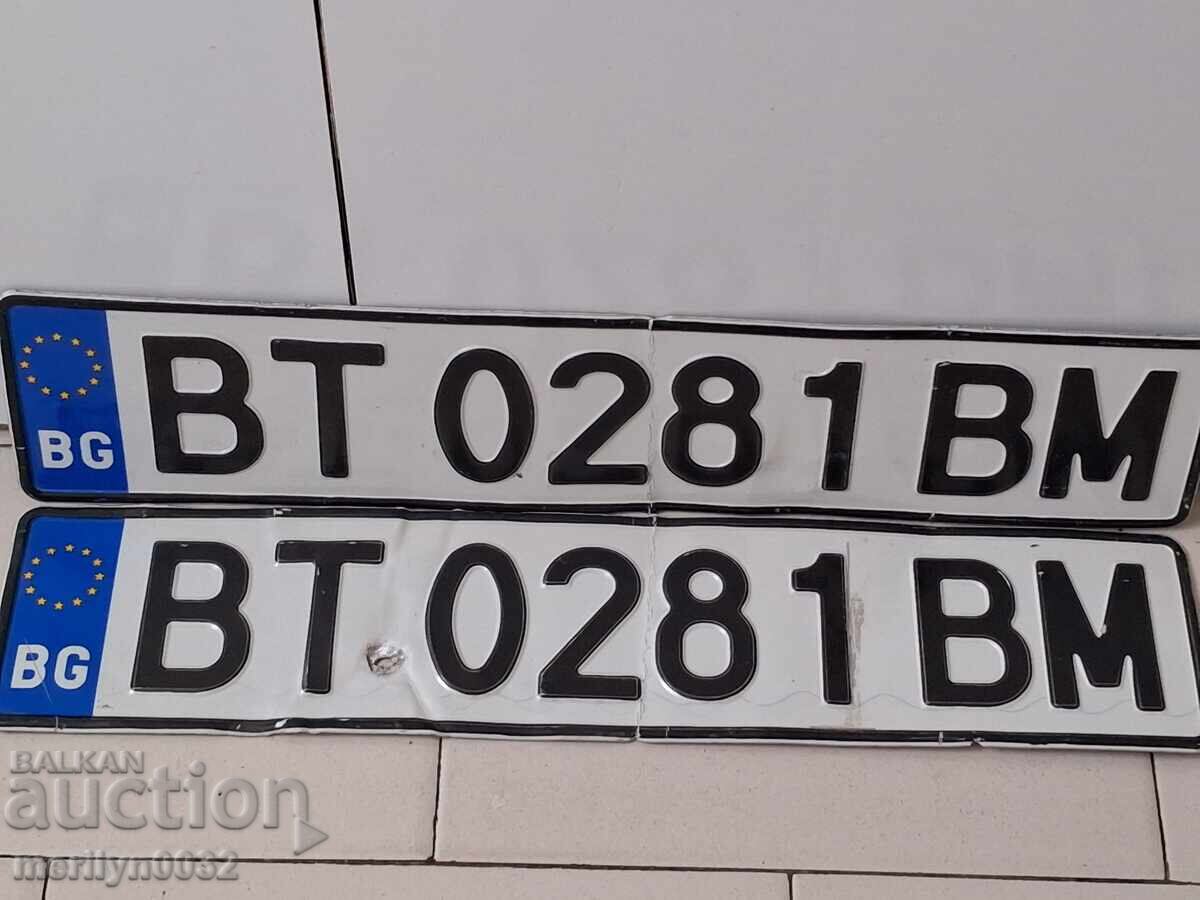 BG BT 0281 BM
BG BT 0281 BM
BALKAN
auction
merilyn0032